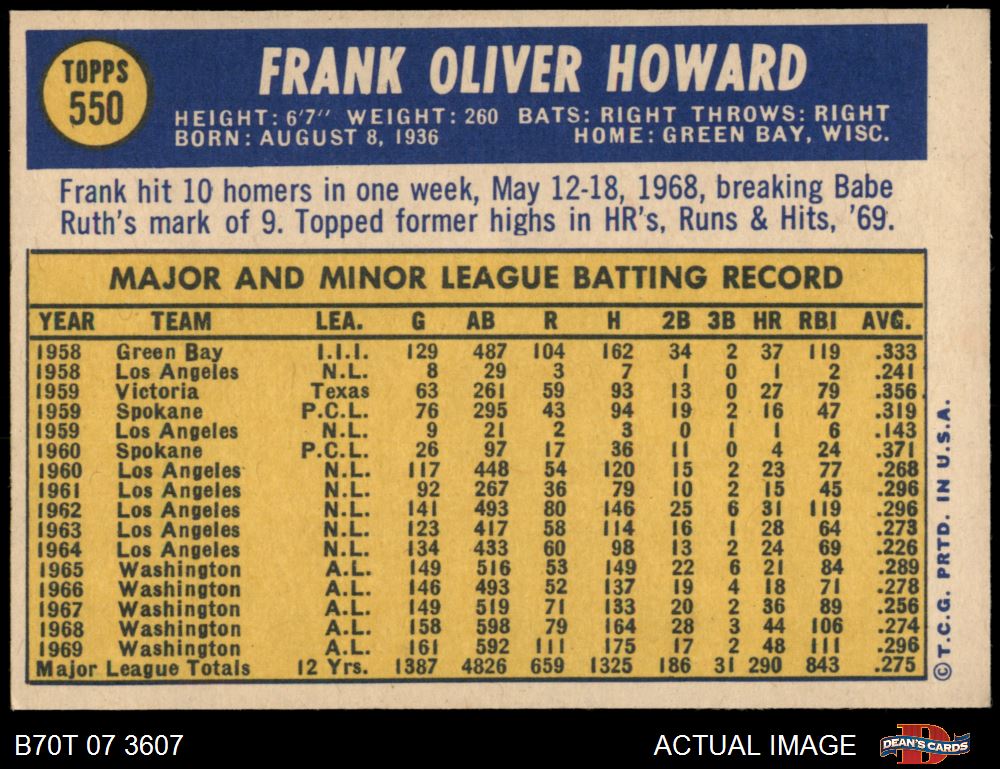 TOPPS
550
FRANK OLIVER HOWARD
HEIGHT: 6'7" WEIGHT: 260 BATS: RIGHT THROWS: RIGHT
BORN: AUGUST 8, 1936 HOME: GREEN BAY, WISC.
Frank hit 10 homers in one week, May 12-18, 1968, breaking Babe
Ruth's mark of 9. Topped former highs in HR's, Runs & Hits, '69.
MAJOR AND MINOR LEAGUE BATTING RECORD
YEAR TEAM LEA. G AB R H 2B 3B HR RBI AVG.
1958 Green Bay I.I.I. 129 487 104 162 34 2 37 119 .333
1958 Los Angeles N.L. 8 29 3 7 1 0 1 2 .241
1959 Victoria Texas 63 261 59 93 13 0 27 79 .356
1959 Spokane P.C.L. 76 295 43 94 19 2 16 47 .319
1959 Los Angeles N.L. 9 21 2 3 0 1 1 6 .143
1960 Spokane P.C.L. 26 97 17 36 11 0 4 24 .371
1960 Los Angeles N.L. 117 448 54 120 15 2 23 77 .268
1961 Los Angeles N.L. 92 267 36 79 10 2 15 45 .296
1962 Los Angeles N.L. 141 493 80 146 25 6 31 119 .296
1963 Los Angeles N.L. 123 417 58 114 16 1 28 64 .273
1964 Los Angeles N.L. 134 433 60 98 13 2 24 69 .226
1965 Washington A.L. 149 516 53 149 22 6 21 84 .289
1966 Washington A.L. 146 493 52 137 19 4 18 71 .278
1967 Washington A.L. 149 519 71 133 20 2 36 89 .256
1968 Washington A.L. 158 598 79 164 28 3 44 106 .274
1969 Washington A.L. 161 592 111 175 17 2 48 111 .296
Major League Totals 12 Yrs. 1387 4826 659 1325 186 31 290 843 .275
© T.C.G. PRTD. IN U.S.A.
B70T 07 3607
ACTUAL IMAGE
DEAN'S CARDS